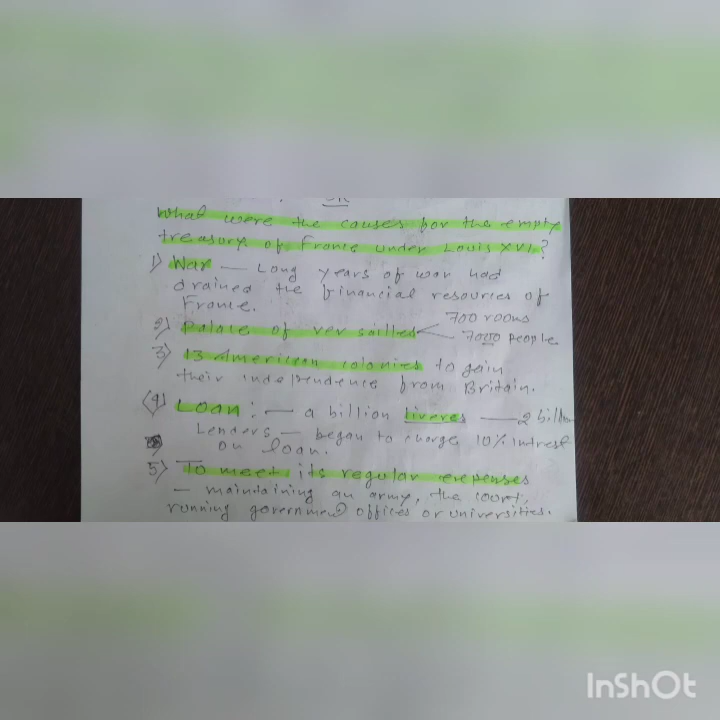 OR
What were the causes for the empty
treasury of France under Louis XVI?
1) War — Long years of war had
drained the financial resources of
France.
2) Palace of versailles < 700 rooms
7000 people
3) 13 American colonies to gain
their independence from Britain.
(4) Loan : — a billion liveres — 2 billion
Lenders — began to charge 10% intrest
on loan.
5) To meet its regular expenses
— maintaining an army, the court,
running government offices or universities.
InShOt